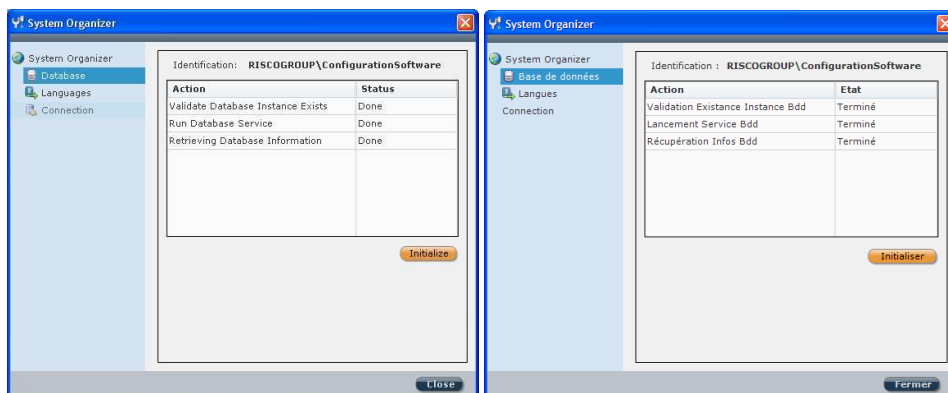 System Organizer
System Organizer
Database
Languages
Connection
Identification: RISCOGROUP\ConfigurationSoftware
Action Status
Validate Database Instance Exists Done
Run Database Service Done
Retrieving Database Information Done
Initialize
Close
System Organizer
System Organizer
Base de données
Langues
Connection
Identification : RISCOGROUP\ConfigurationSoftware
Action Etat
Validation Existance Instance Bdd Terminé
Lancement Service Bdd Terminé
Récupération Infos Bdd Terminé
Initialiser
Fermer